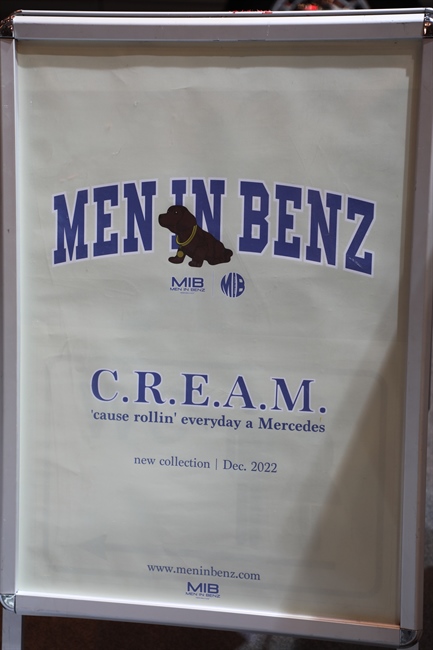 MEN IN BENZ
MIB
MEN IN BENZ
MIB
C.R.E.A.M.
'cause rollin' everyday a Mercedes
new collection | Dec. 2022
www.meninbenz.com
MIB
MEN IN BENZ